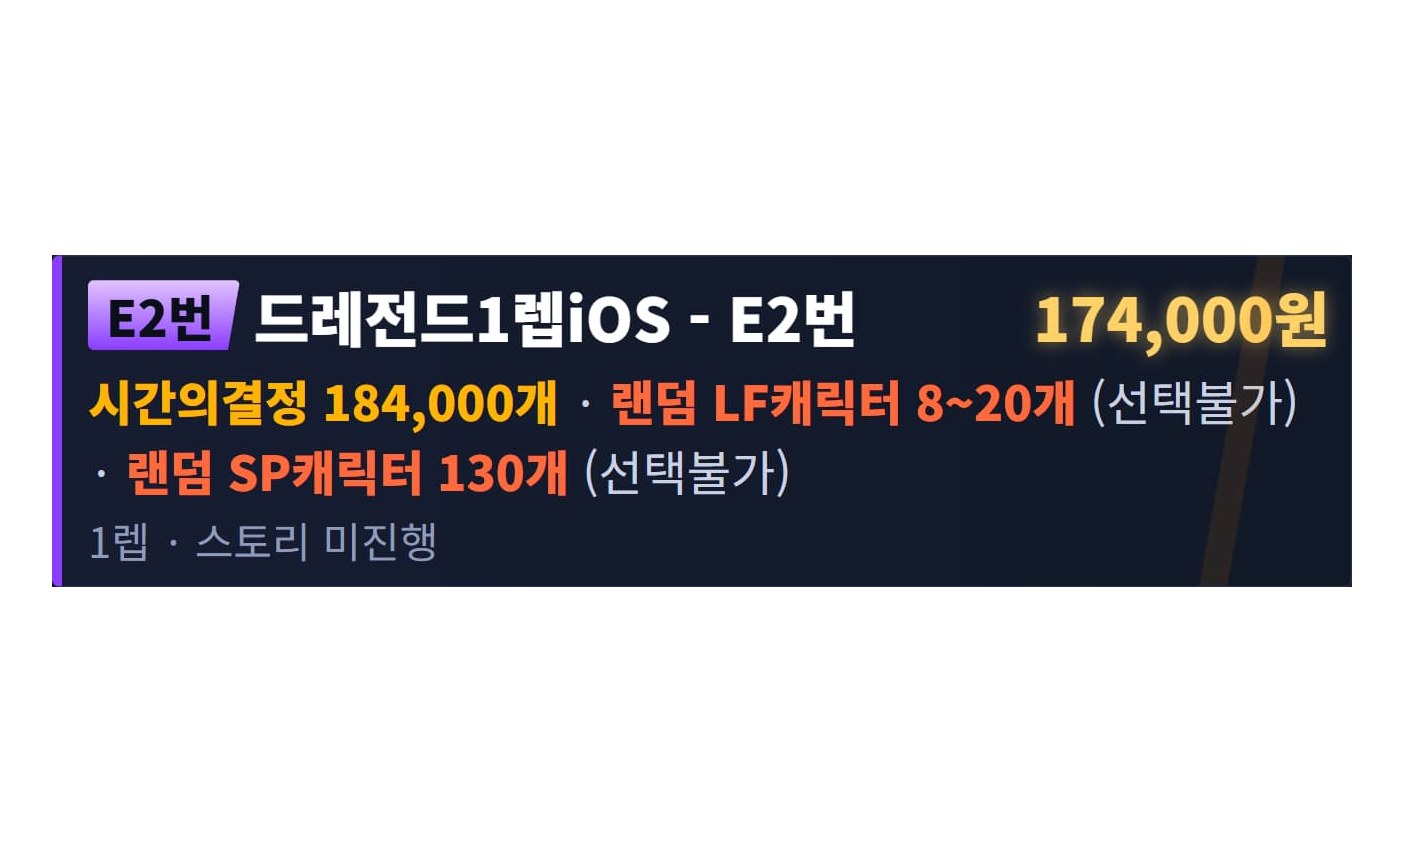 E2번 드레전드1렙iOS - E2번 174,000원
시간의결정 184,000개 · 랜덤 LF캐릭터 8~20개 (선택불가)
· 랜덤 SP캐릭터 130개 (선택불가)
1렙 · 스토리 미진행